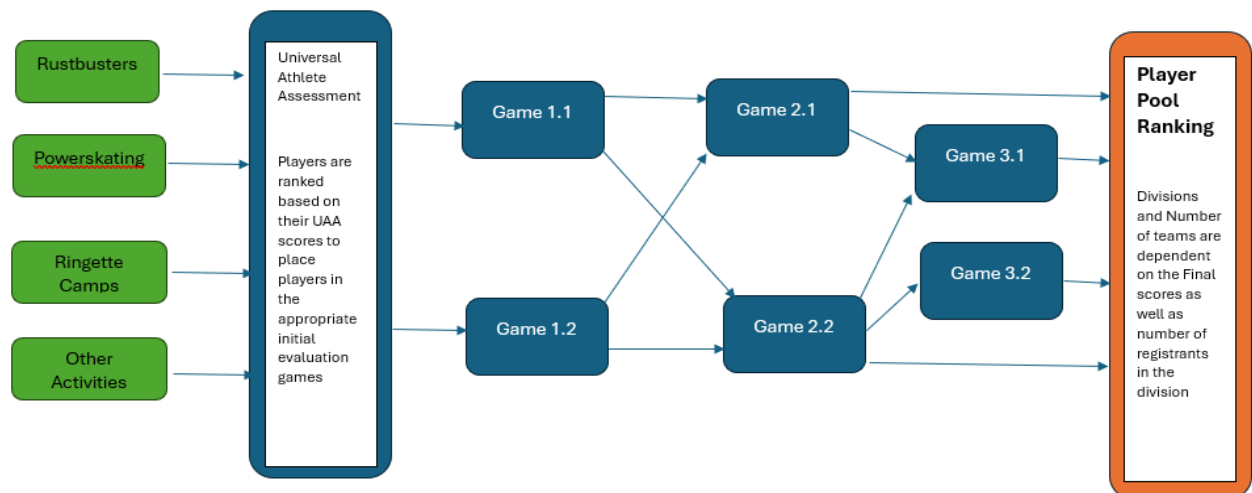 Rustbusters
Powerskating
Ringette
Camps
Other
Activities
Universal
Athlete
Assessment
Players are
ranked
based on
their UAA
scores to
place
players in
the
appropriate
initial
evaluation
games
Game 1.1
Game 1.2
Game 2.1
Game 2.2
Game 3.1
Game 3.2
Player
Pool
Ranking
Divisions
and Number
of teams are
dependent
on the Final
scores as
well as
number of
registrants
in the
division